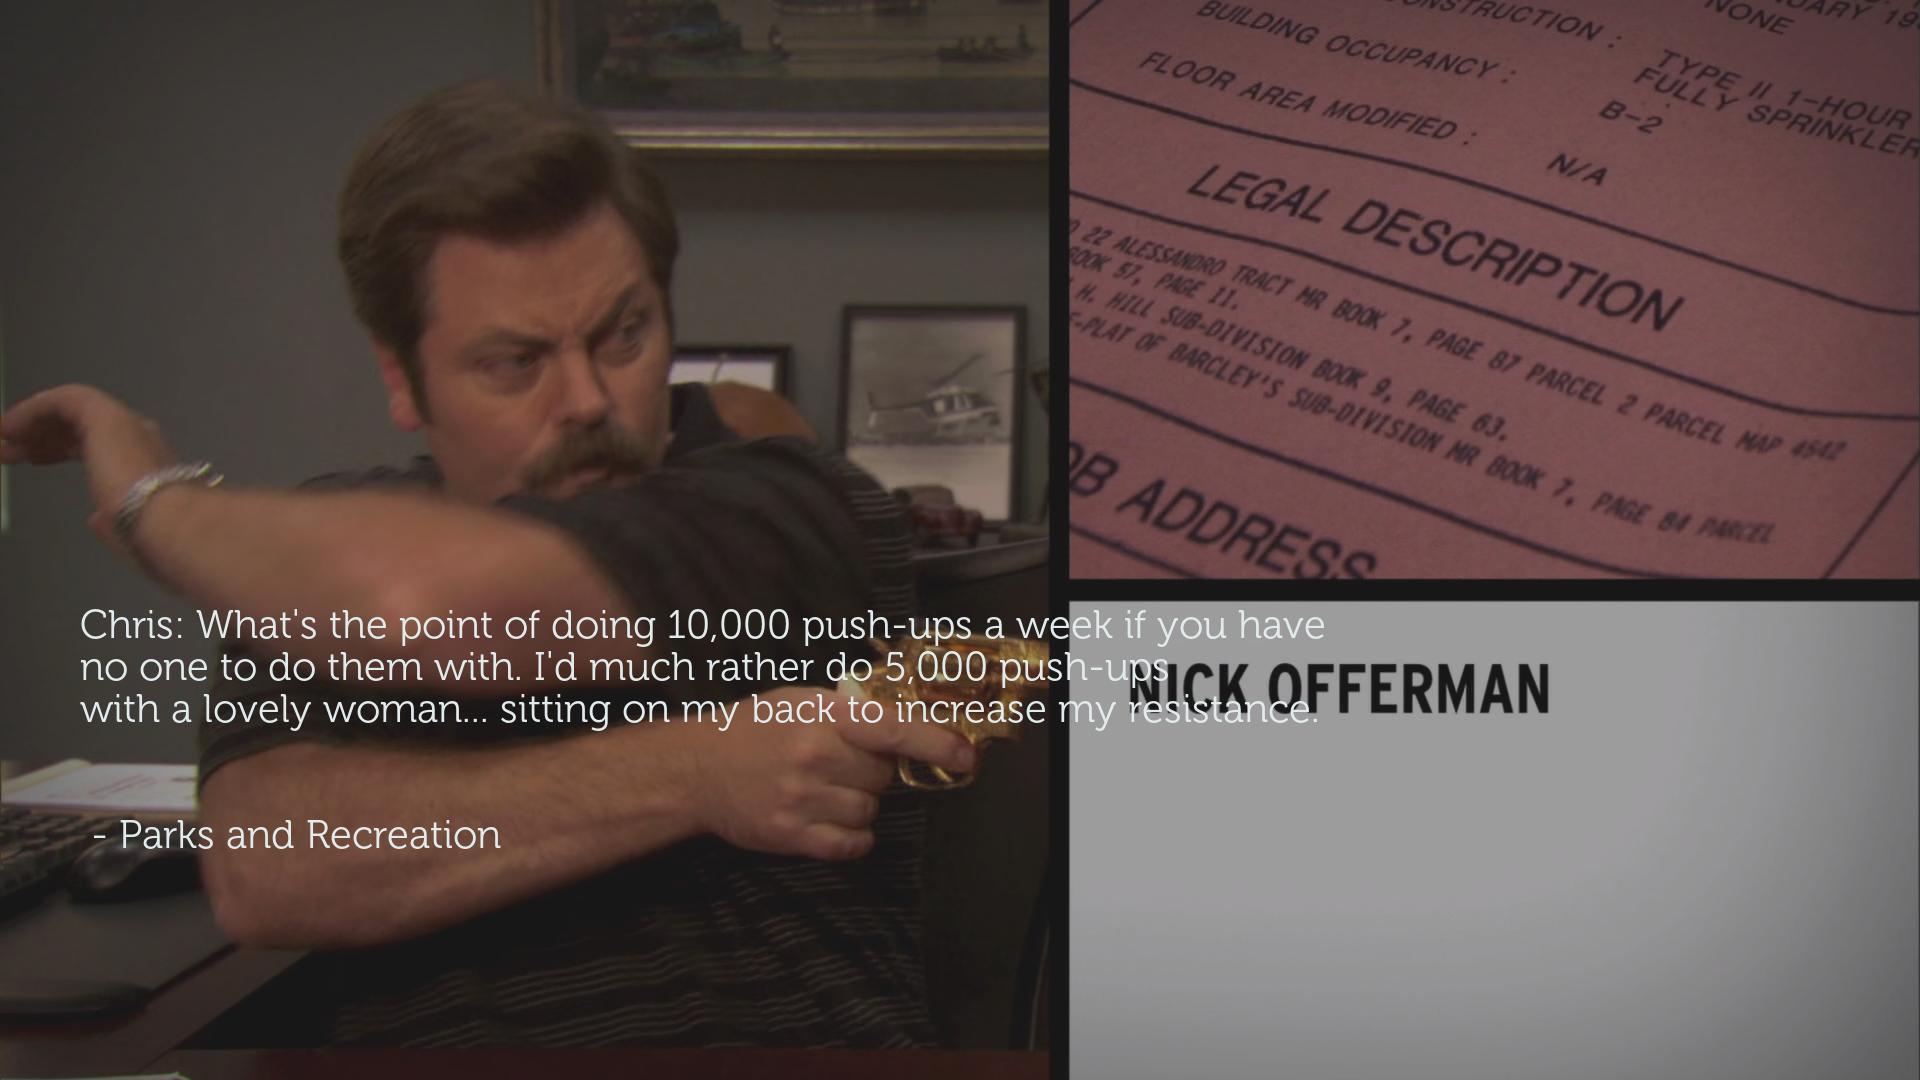 CONSTRUCTION :
NONE
BUILDING OCCUPANCY :
TYPE II 1-HOUR
FULLY SPRINKLER
FLOOR AREA MODIFIED :
B-2
N/A
LEGAL DESCRIPTION
22 ALESSANDRO TRACT MR BOOK 7, PAGE 87 PARCEL 2 PARCEL MAP 4542
BOOK 57, PAGE 11.
H. HILL SUB-DIVISION BOOK 9, PAGE 63.
E-PLAT OF BARCLEY'S SUB-DIVISION MR BOOK 7, PAGE 84 PARCEL
OB ADDRESS
Chris: What's the point of doing 10,000 push-ups a week if you have
no one to do them with. I'd much rather do 5,000 push-ups
with a lovely woman... sitting on my back to increase my resistance.
NICK OFFERMAN
- Parks and Recreation